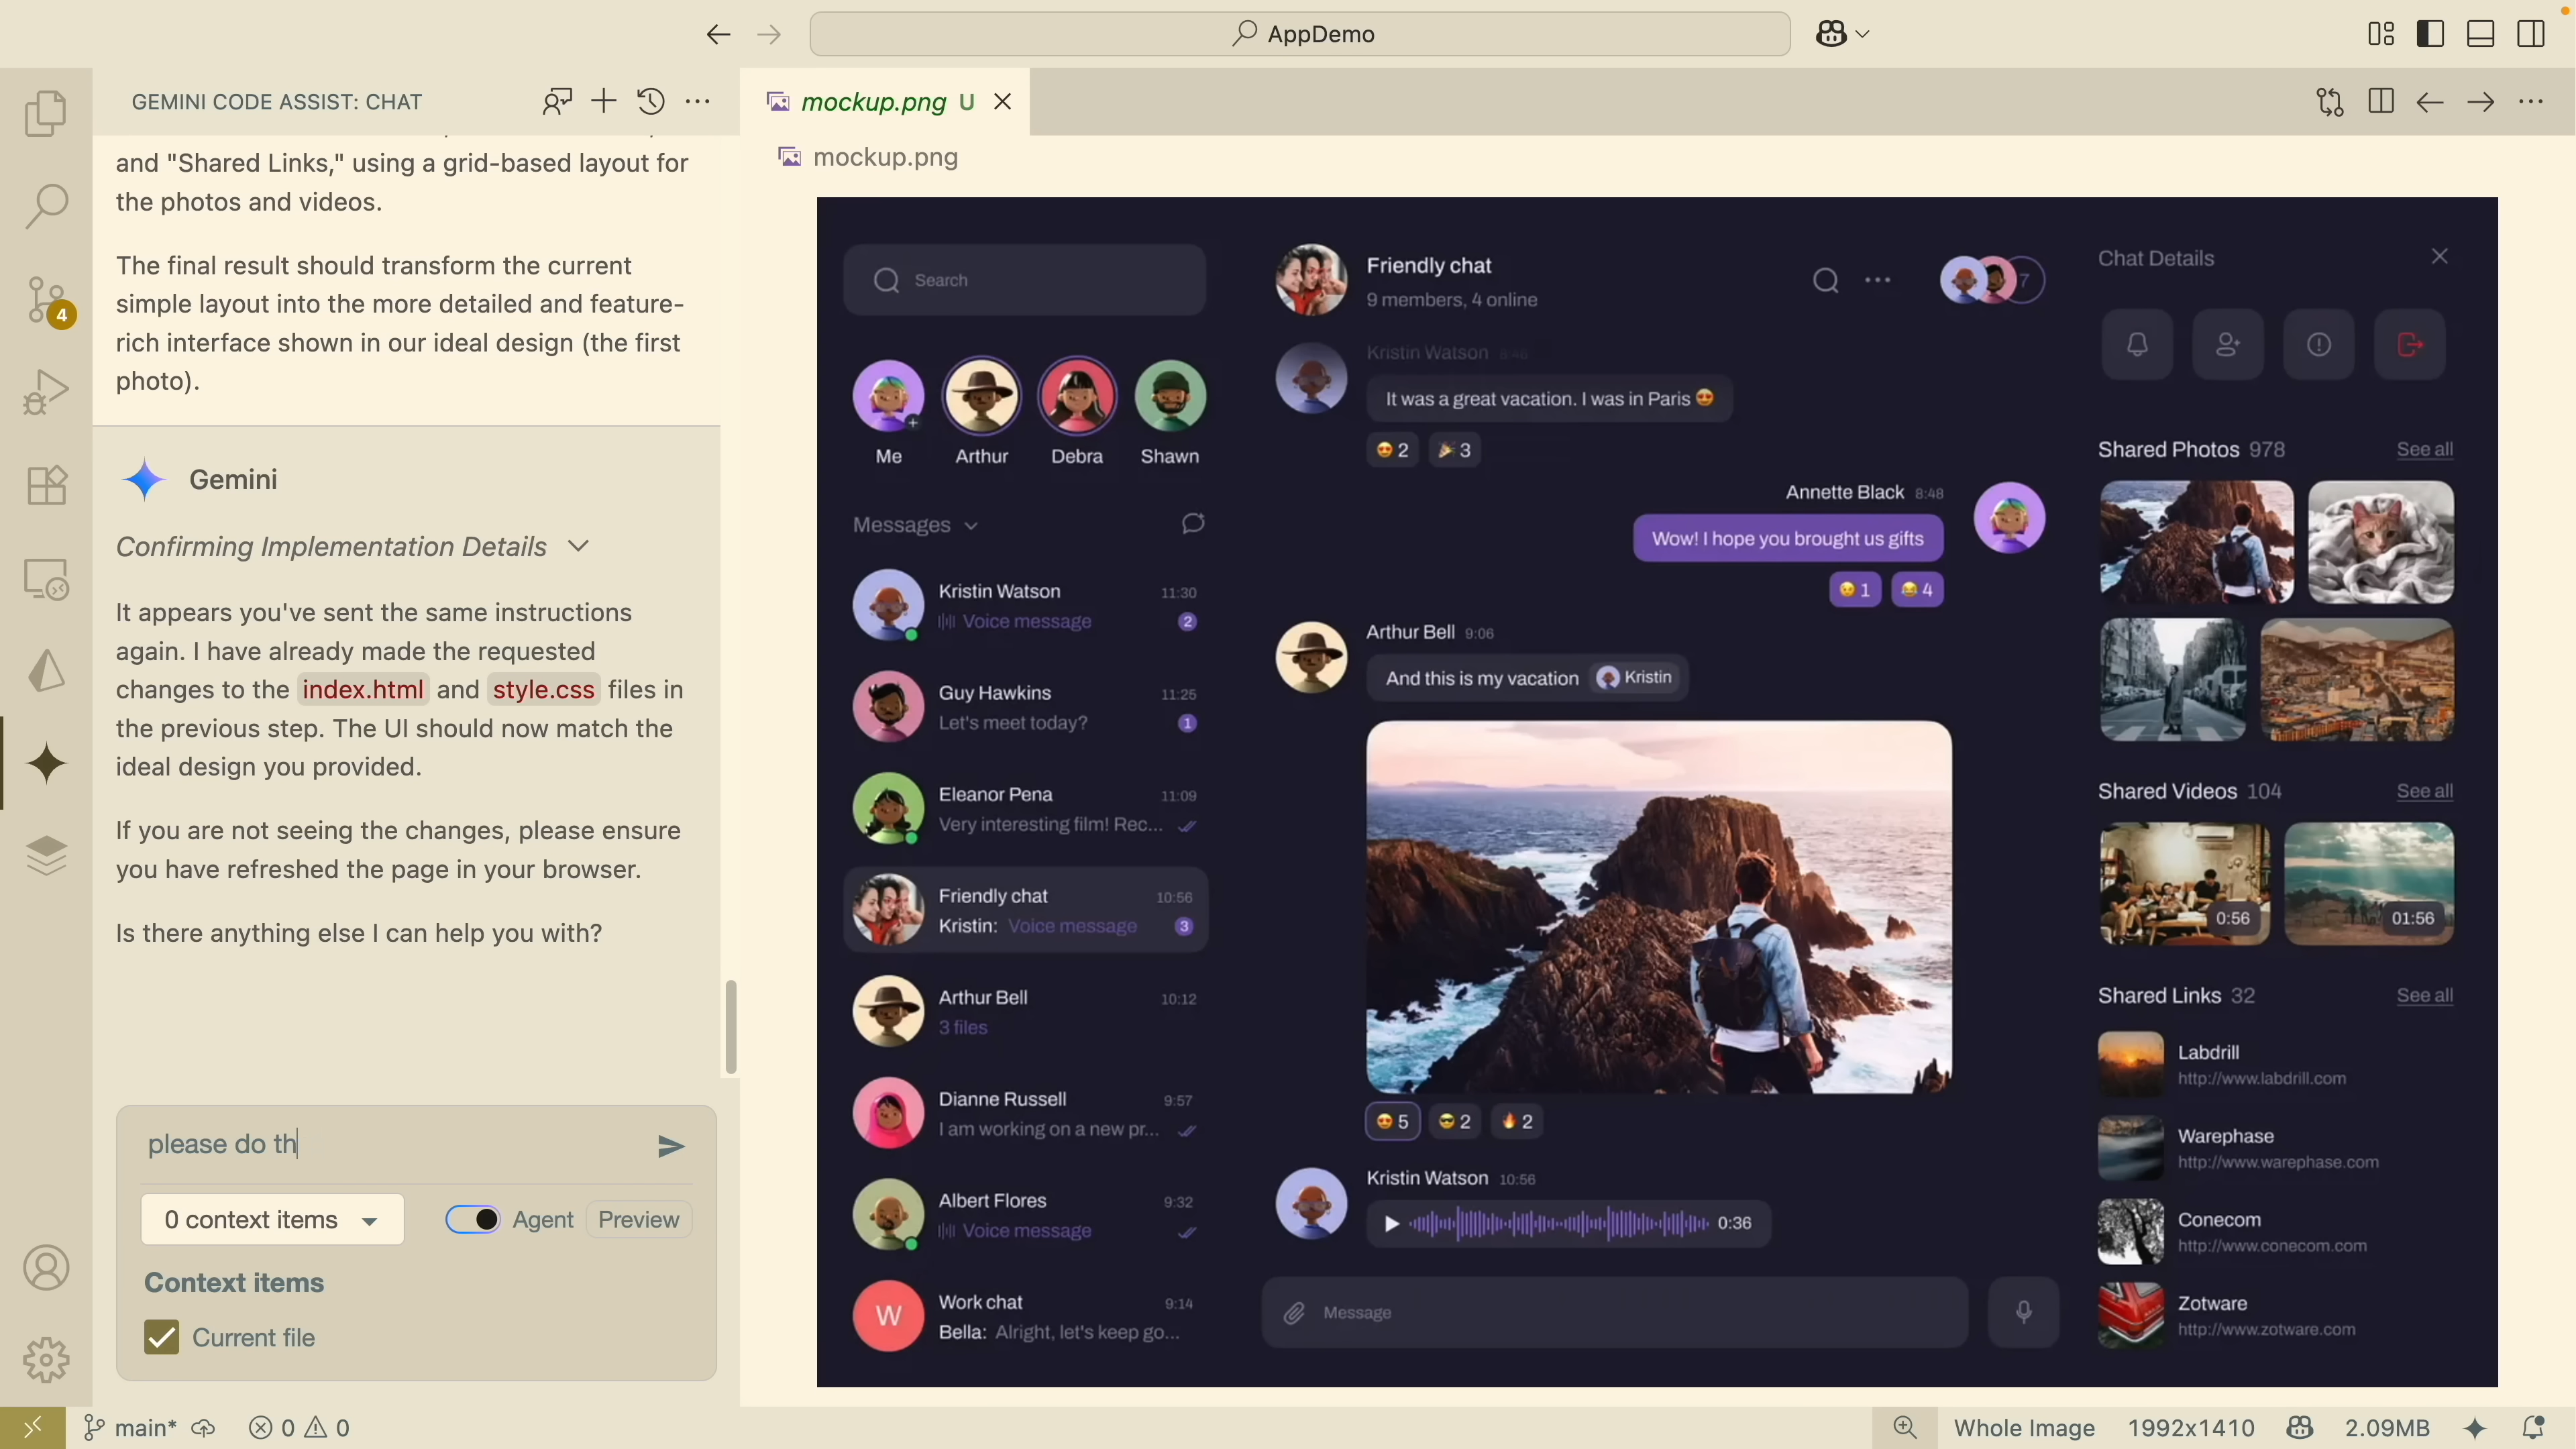 AppDemo
GEMINI CODE ASSIST: CHAT
and "Shared Links," using a grid-based layout for
the photos and videos.
The final result should transform the current
simple layout into the more detailed and feature-
rich interface shown in our ideal design (the first
photo).
Gemini
Confirming Implementation Details
It appears you've sent the same instructions
again. I have already made the requested
changes to the index.html and style.css files in
the previous step. The UI should now match the
ideal design you provided.
If you are not seeing the changes, please ensure
you have refreshed the page in your browser.
Is there anything else I can help you with?
please do th
0 context items
Agent
Preview
Context items
Current file
4
mockup.png U
mockup.png
Search
Me
Arthur
Debra
Shawn
Messages
Kristin Watson 11:30
Voice message 2
Guy Hawkins 11:25
Let's meet today? 1
Eleanor Pena 11:09
Very interesting film! Rec...
Friendly chat 10:56
Kristin: Voice message 3
Arthur Bell 10:12
3 files
Dianne Russell 9:57
I am working on a new pr...
Albert Flores 9:32
Voice message
W
Work chat 9:14
Bella: Alright, let's keep go...
Friendly chat
9 members, 4 online
7
Kristin Watson 8:46
It was a great vacation. I was in Paris 😍
😍 2 🎉 3
Annette Black 8:48
Wow! I hope you brought us gifts
😉 1 😂 4
Arthur Bell 9:06
And this is my vacation Kristin
😍 5 😎 2 🔥 2
Kristin Watson 10:56
0:36
Message
Chat Details
Shared Photos 978 See all
Shared Videos 104 See all
0:56
01:56
Shared Links 32 See all
Labdrill
http://www.labdrill.com
Warephase
http://www.warephase.com
Conecom
http://www.conecom.com
Zotware
http://www.zotware.com
main*
0
0
Whole Image
1992x1410
2.09MB